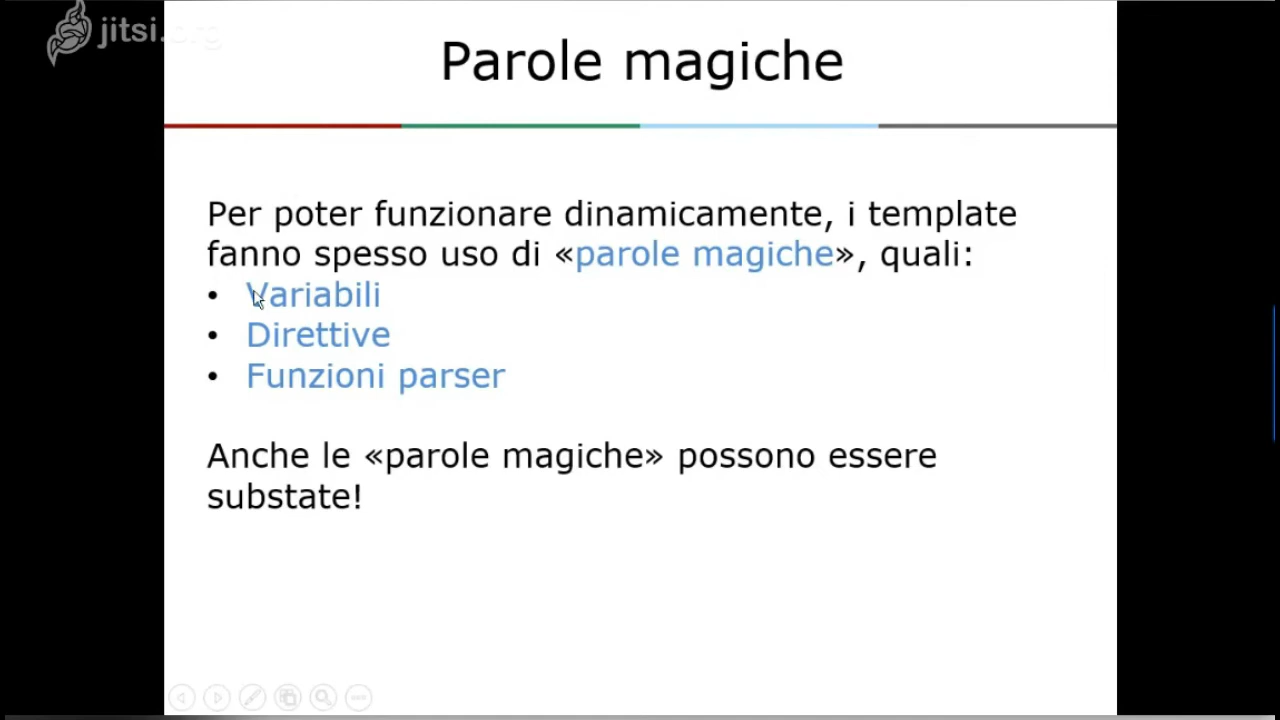 jitsi.org
Parole magiche
Per poter funzionare dinamicamente, i template
fanno spesso uso di «parole magiche», quali:
• Variabili
• Direttive
• Funzioni parser
Anche le «parole magiche» possono essere
substate!